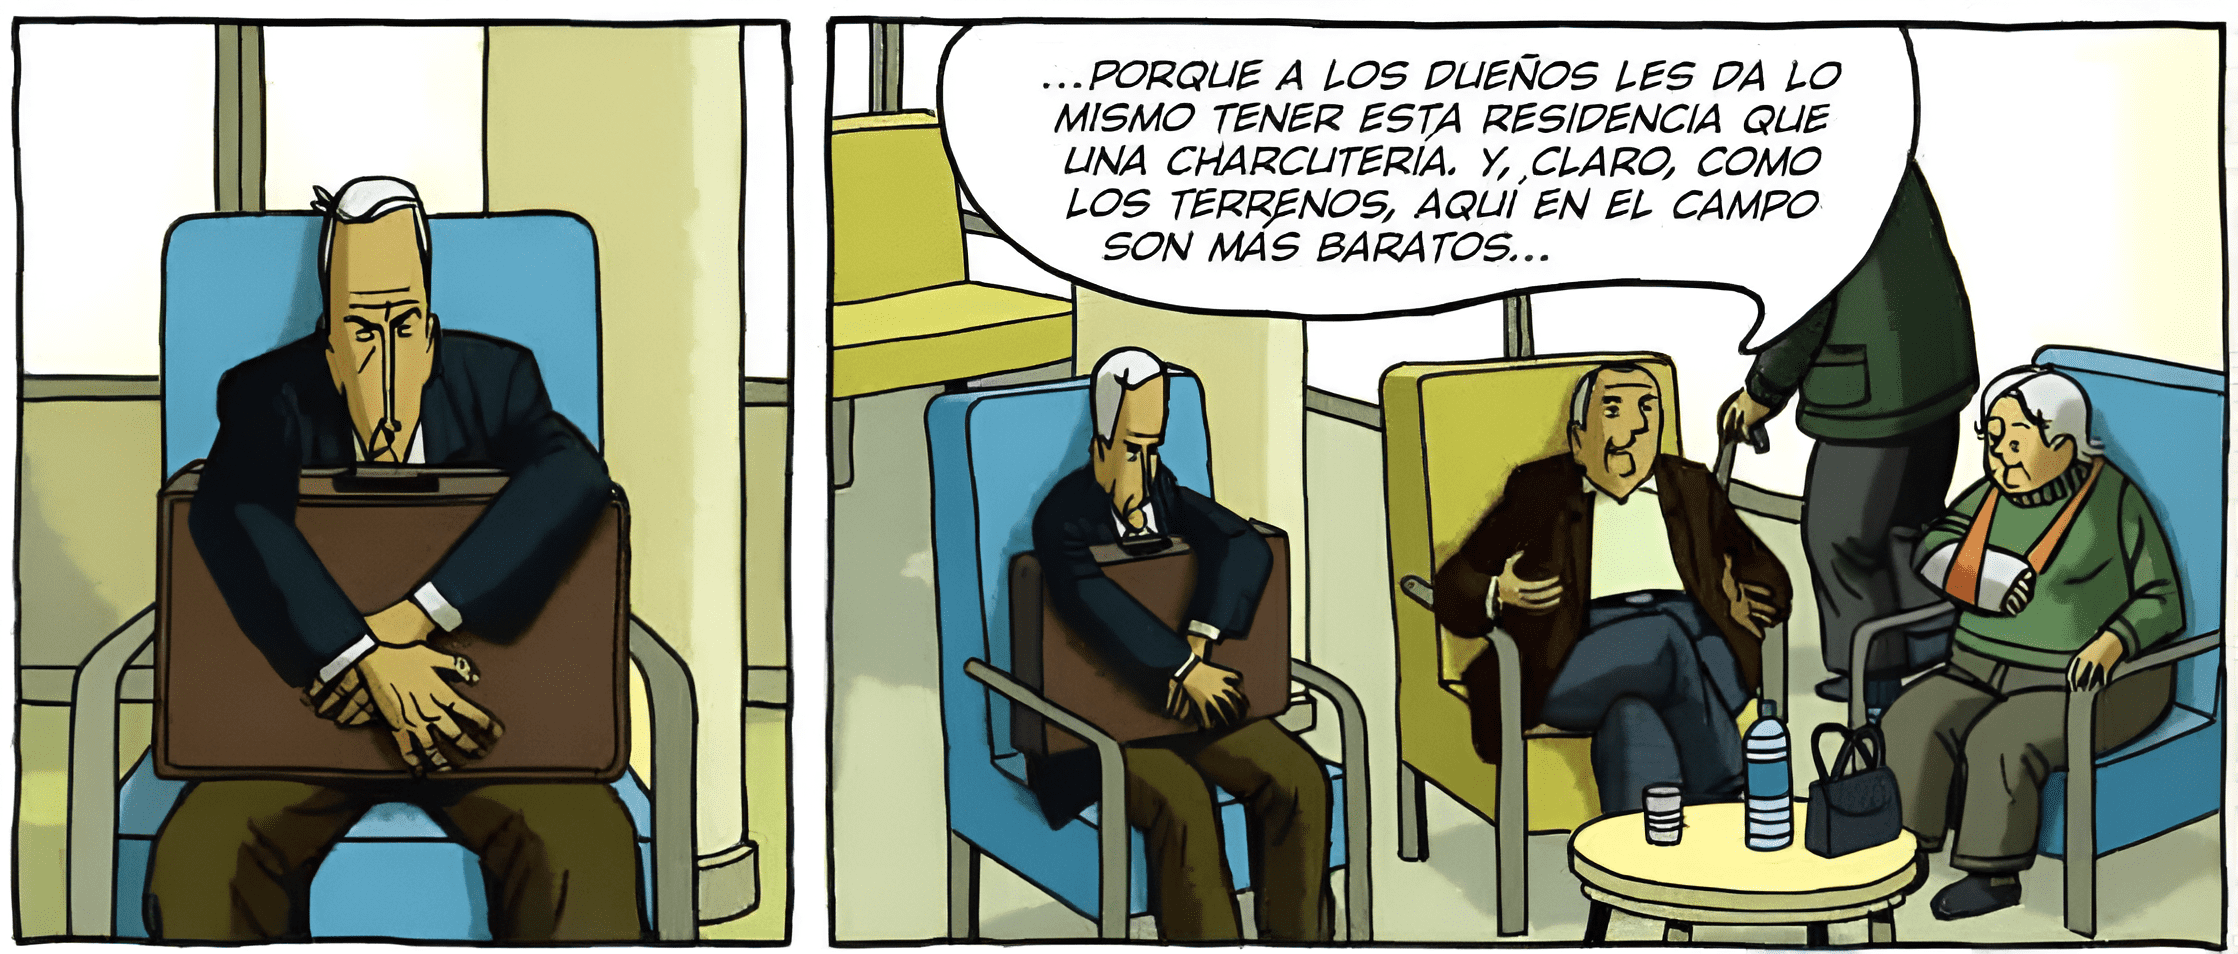 ...PORQUE A LOS DUEÑOS LES DA LO
MISMO TENER ESTA RESIDENCIA QUE
UNA CHARCUTERÍA. Y, CLARO, COMO
LOS TERRENOS, AQUÍ EN EL CAMPO
SON MÁS BARATOS...